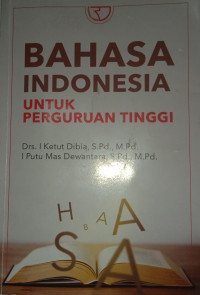 BAHASA
INDONESIA
UNTUK
PERGURUAN TINGGI
Drs. I Ketut Dibia, S.Pd., M.Pd.
I Putu Mas Dewantara, S.Pd., M.Pd.
H B A A
S A